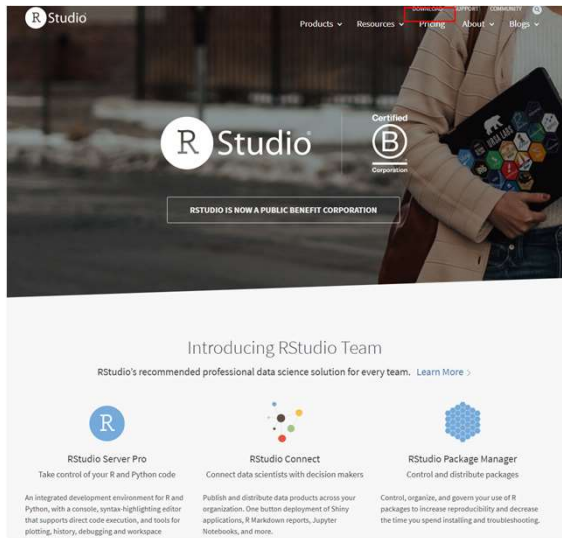 R Studio
DOWNLOAD SUPPORT COMMUNITY
Products Resources Pricing About Blogs
R Studio
Certified
B
Corporation
URSA LABS
RSTUDIO IS NOW A PUBLIC BENEFIT CORPORATION
Introducing RStudio Team
RStudio's recommended professional data science solution for every team. Learn More >
R
RStudio Server Pro
Take control of your R and Python code
An integrated development environment for R and
Python, with a console, syntax-highlighting editor
that supports direct code execution, and tools for
plotting, history, debugging and workspace
RStudio Connect
Connect data scientists with decision makers
Publish and distribute data products across your
organization. One button deployment of Shiny
applications, R Markdown reports, Jupyter
Notebooks, and more.
RStudio Package Manager
Control and distribute packages
Control, organize, and govern your use of R
packages to increase reproducibility and decrease
the time you spend installing and troubleshooting.